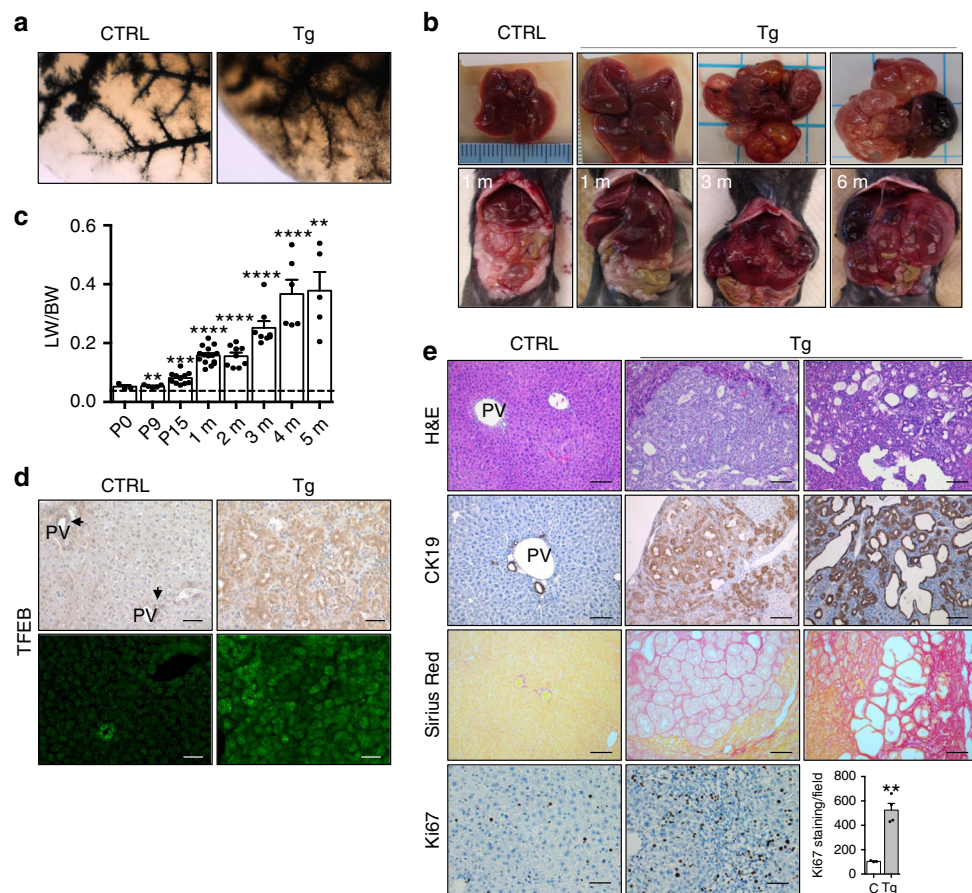 a
CTRL
Tg
b
CTRL
Tg
1 m
1 m
3 m
6 m
c
LW/BW
0.6
0.4
0.2
0.0
**
***
****
****
****
****
**
P0
P9
P15
1 m
2 m
3 m
4 m
5 m
d
CTRL
Tg
TFEB
PV
PV
e
CTRL
Tg
H&E
PV
CK19
PV
Sirius Red
Ki67
Ki67 staining/field
800
600
400
200
0
**
C
Tg